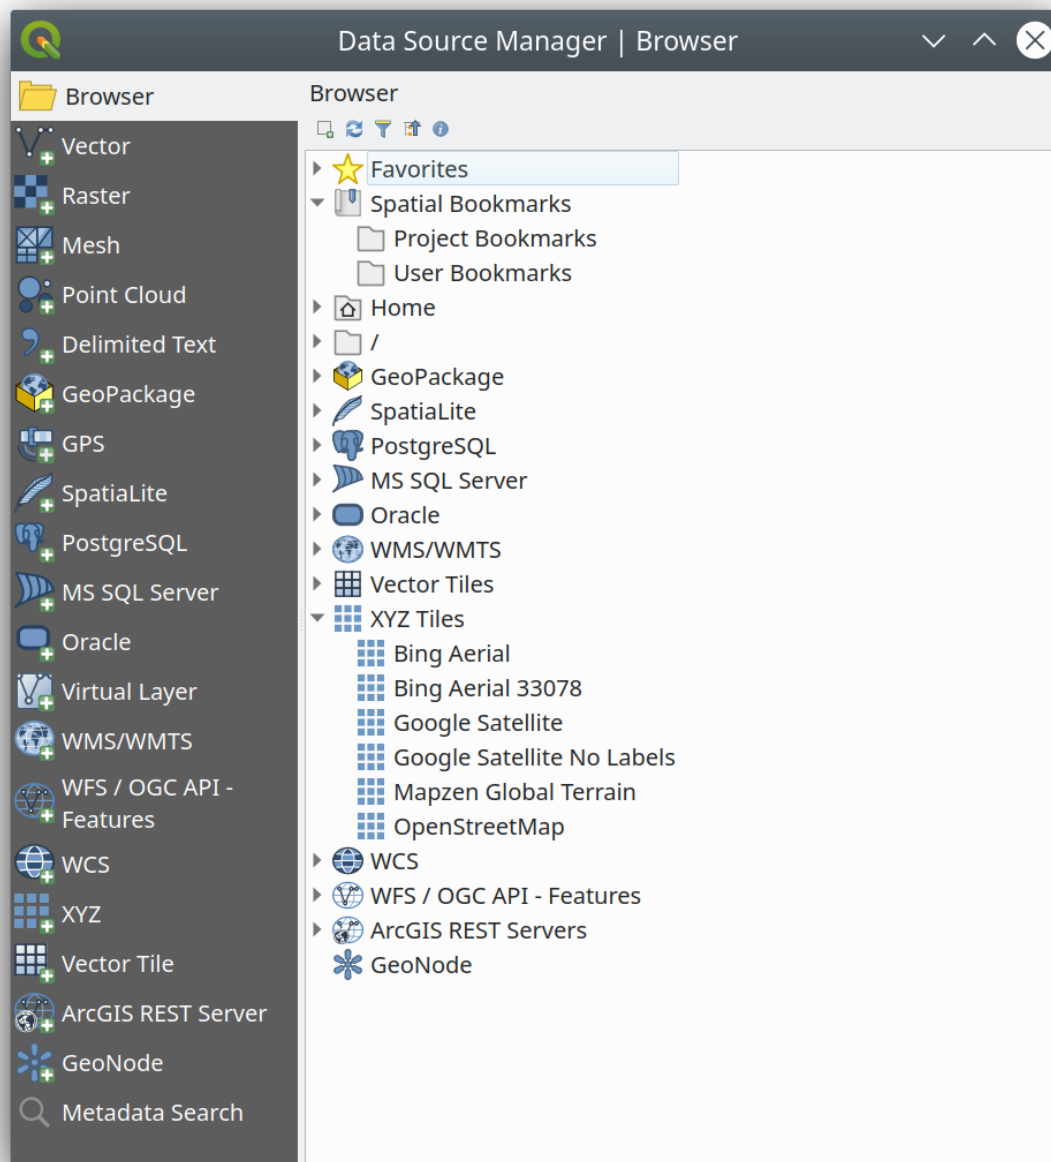 Data Source Manager | Browser
Browser
Vector
Raster
Mesh
Point Cloud
Delimited Text
GeoPackage
GPS
SpatiaLite
PostgreSQL
MS SQL Server
Oracle
Virtual Layer
WMS/WMTS
WFS / OGC API -
Features
WCS
XYZ
Vector Tile
ArcGIS REST Server
GeoNode
Metadata Search
Browser
Favorites
Spatial Bookmarks
Project Bookmarks
User Bookmarks
Home
/
GeoPackage
SpatiaLite
PostgreSQL
MS SQL Server
Oracle
WMS/WMTS
Vector Tiles
XYZ Tiles
Bing Aerial
Bing Aerial 33078
Google Satellite
Google Satellite No Labels
Mapzen Global Terrain
OpenStreetMap
WCS
WFS / OGC API - Features
ArcGIS REST Servers
GeoNode